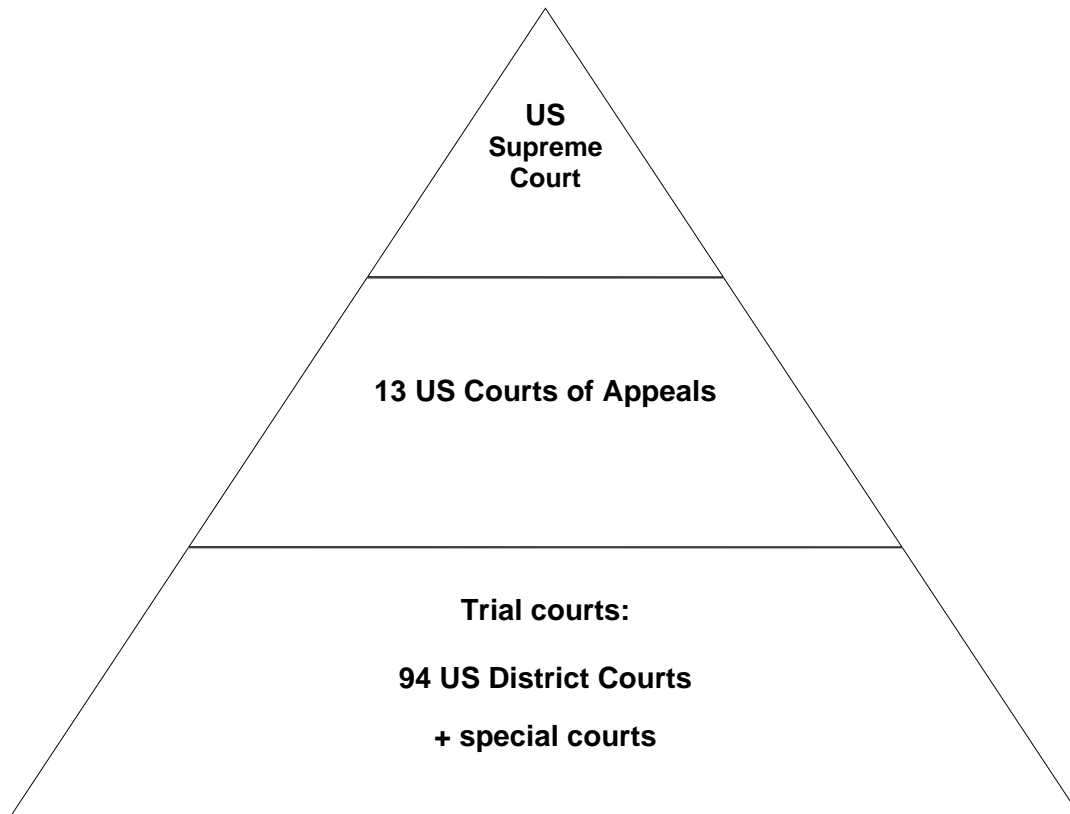 US
Supreme
Court
13 US Courts of Appeals
Trial courts:
94 US District Courts
+ special courts